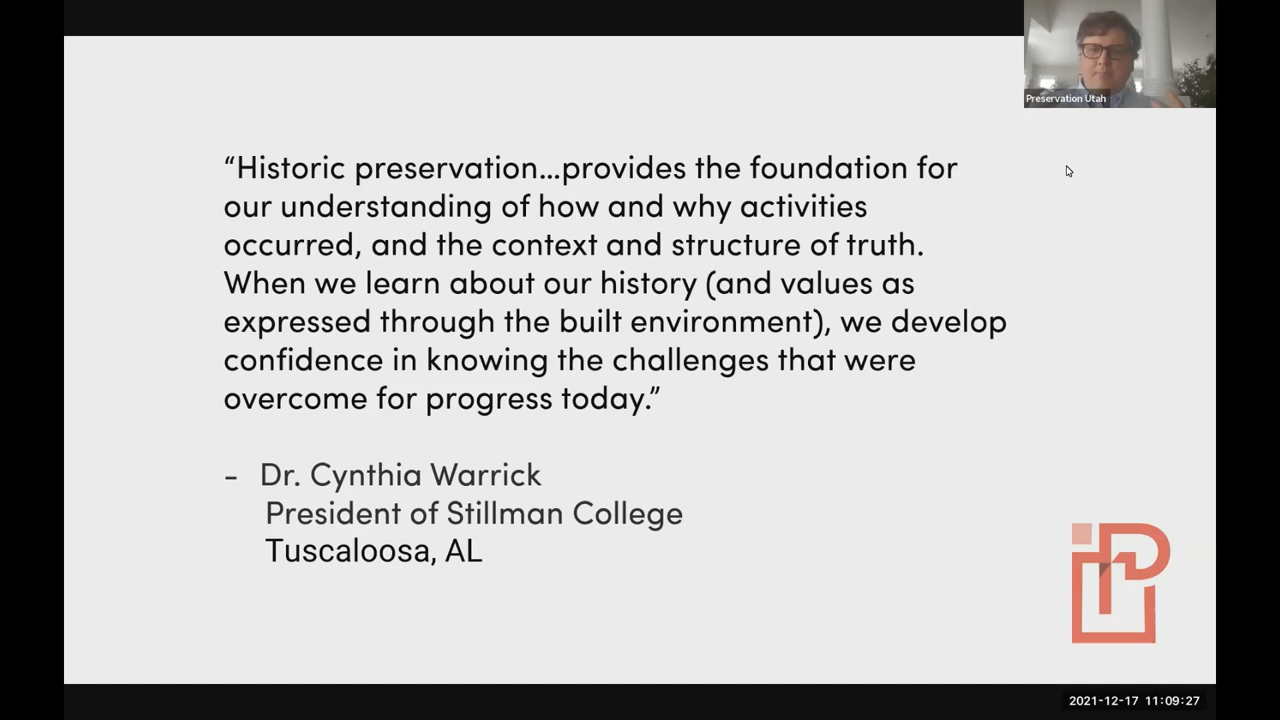 Preservation Utah
“Historic preservation...provides the foundation for
our understanding of how and why activities
occurred, and the context and structure of truth.
When we learn about our history (and values as
expressed through the built environment), we develop
confidence in knowing the challenges that were
overcome for progress today.”
- Dr. Cynthia Warrick
President of Stillman College
Tuscaloosa, AL
2021-12-17 11:09:27